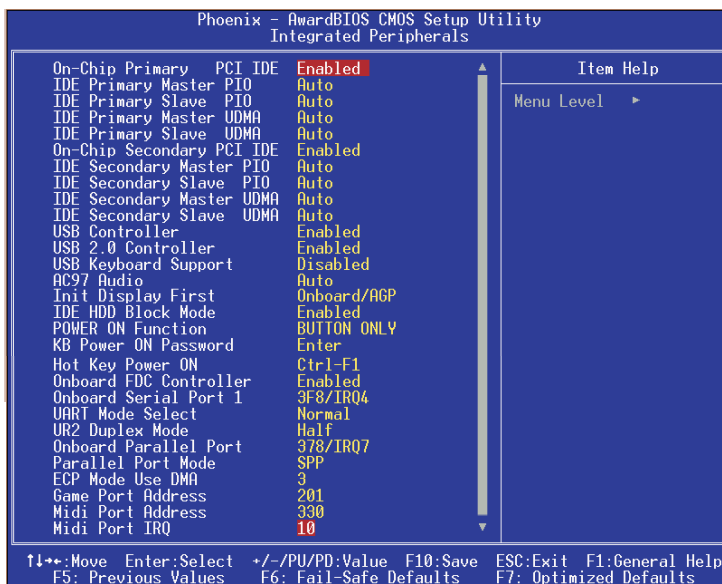 Phoenix - AwardBIOS CMOS Setup Utility
Integrated Peripherals
On-Chip Primary PCI IDE Enabled
IDE Primary Master PIO Auto
IDE Primary Slave PIO Auto
IDE Primary Master UDMA Auto
IDE Primary Slave UDMA Auto
On-Chip Secondary PCI IDE Enabled
IDE Secondary Master PIO Auto
IDE Secondary Slave PIO Auto
IDE Secondary Master UDMA Auto
IDE Secondary Slave UDMA Auto
USB Controller Enabled
USB 2.0 Controller Enabled
USB Keyboard Support Disabled
AC97 Audio Auto
Init Display First Onboard/AGP
IDE HDD Block Mode Enabled
POWER ON Function BUTTON ONLY
KB Power ON Password Enter
Hot Key Power ON Ctrl-F1
Onboard FDC Controller Enabled
Onboard Serial Port 1 3F8/IRQ4
UART Mode Select Normal
UR2 Duplex Mode Half
Onboard Parallel Port 378/IRQ7
Parallel Port Mode SPP
ECP Mode Use DMA 3
Game Port Address 201
Midi Port Address 330
Midi Port IRQ 10
Item Help
Menu Level ►
↑↓→←:Move Enter:Select +/-/PU/PD:Value F10:Save ESC:Exit F1:General Help
F5: Previous Values F6: Fail-Safe Defaults F7: Optimized Defaults